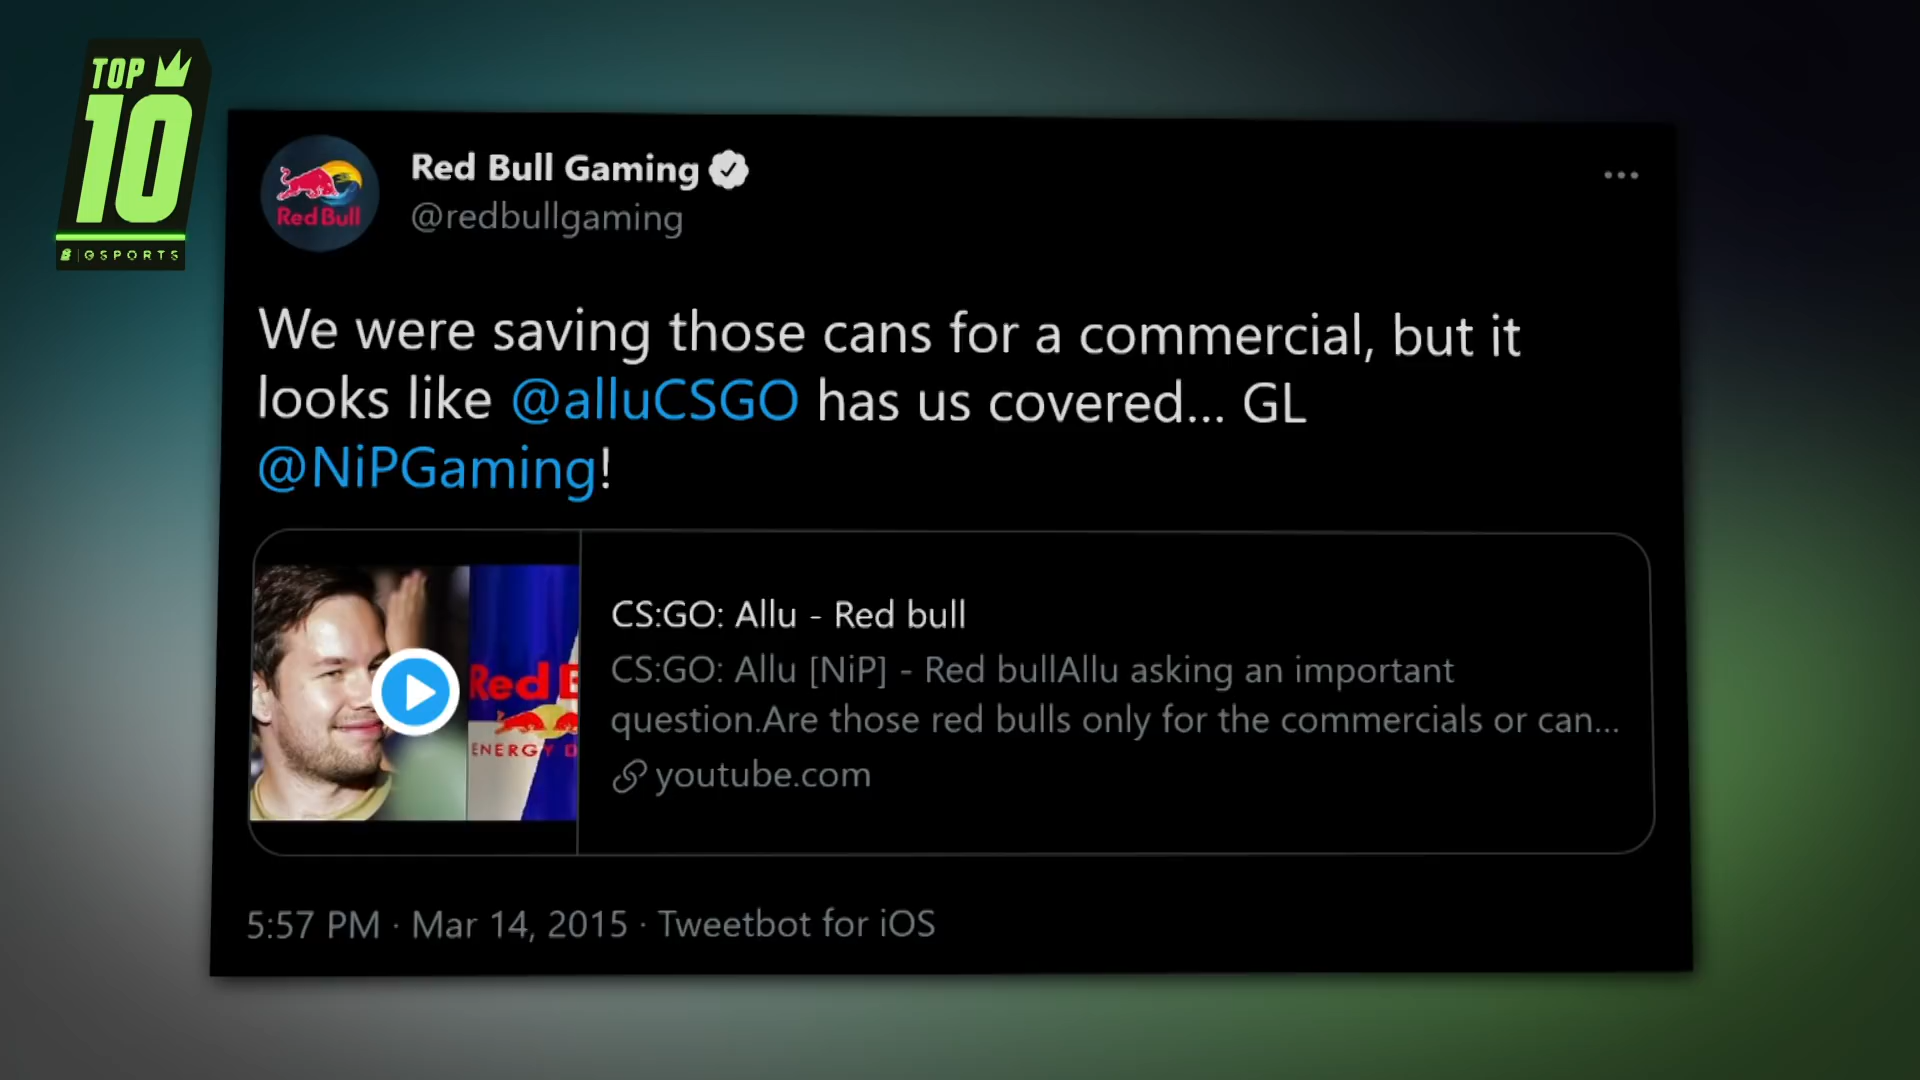 TOP
10
GSPORTS
Red Bull Gaming
@redbullgaming
Red Bull
We were saving those cans for a commercial, but it
looks like @alluCSGO has us covered... GL
@NiPGaming!
CS:GO: Allu - Red bull
CS:GO: Allu [NiP] - Red bullAllu asking an important
question.Are those red bulls only for the commercials or can...
youtube.com
Red B
ENERGY D
5:57 PM · Mar 14, 2015 · Tweetbot for iOS